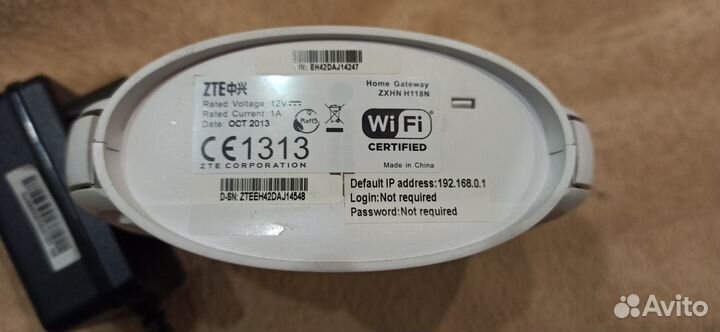 /N: EH42DAJ14247
ZTE中兴
Rated Voltage: 12V
Rated Current: 1A
Date: OCT 2013
RoHS
CE1313
ZTE CORPORATION
D-SN: ZTEEH42DAJ14548
Home Gateway
ZXHN H118N
WiFi
CERTIFIED
Made in China
Default IP address:192.168.0.1
Login:Not required
Password:Not required
Avito